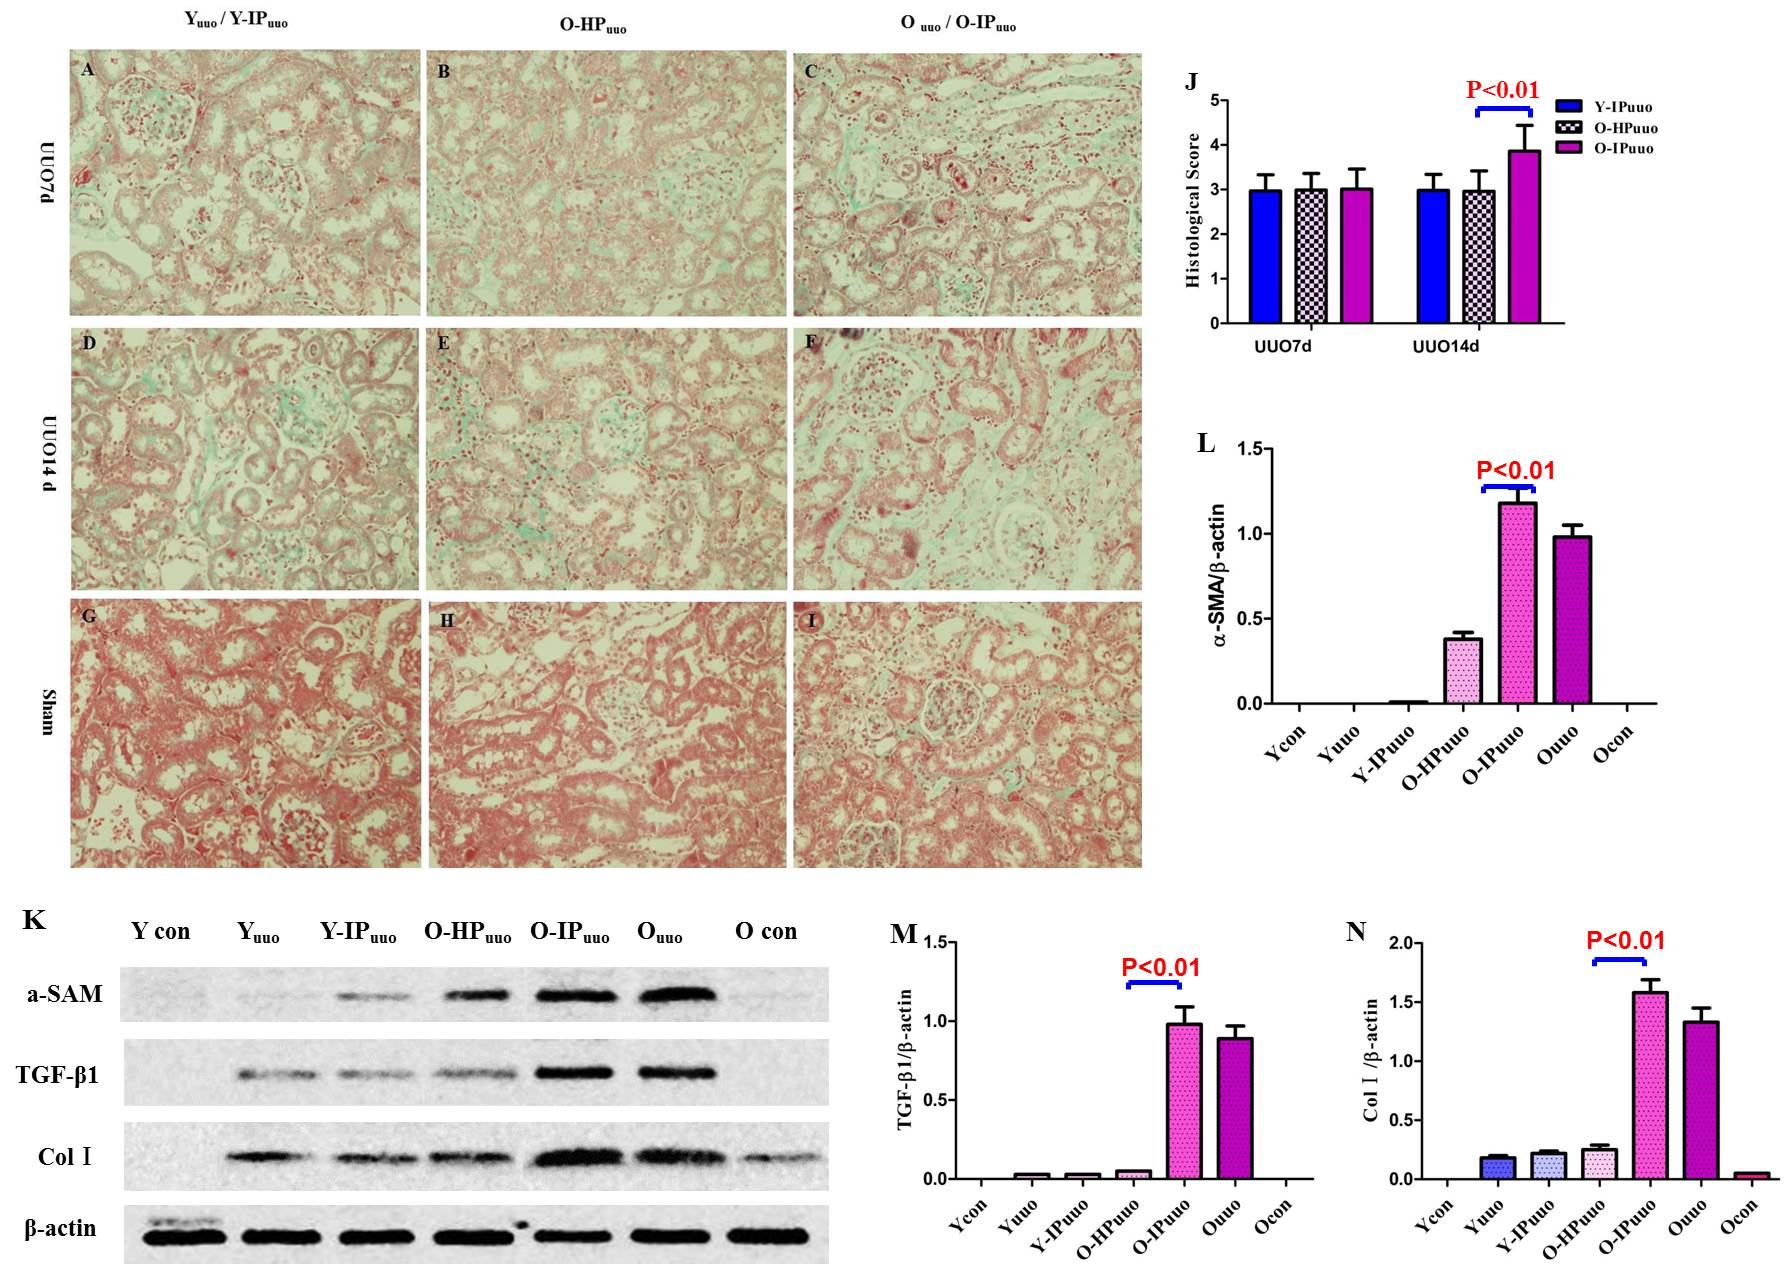 Yuuo / Y-IPuuo
O-HPuuo
O uuo / O-IPuuo
UUO7d
UUO14 d
Sham
A
B
C
D
E
F
G
H
I
J
P<0.01
5
4
3
2
1
0
Histological Score
UUO7d
UUO14d
Y-IPuuo
O-HPuuo
O-IPuuo
L
1.5
1.0
0.5
0.0
α-SMA/β-actin
P<0.01
Ycon
Yuuo
Y-IPuuo
O-HPuuo
O-IPuuo
Ouuo
Ocon
K
Y con Yuuo Y-IPuuo O-HPuuo O-IPuuo Ouuo O con
a-SAM
TGF-β1
Col Ⅰ
β-actin
M
1.5
1.0
0.5
0.0
TGF-β1/β-actin
P<0.01
Ycon
Yuuo
Y-IPuuo
O-HPuuo
O-IPuuo
Ouuo
Ocon
N
2.0
1.5
1.0
0.5
0.0
Col Ⅰ /β-actin
P<0.01
Ycon
Yuuo
Y-IPuuo
O-HPuuo
O-IPuuo
Ouuo
Ocon